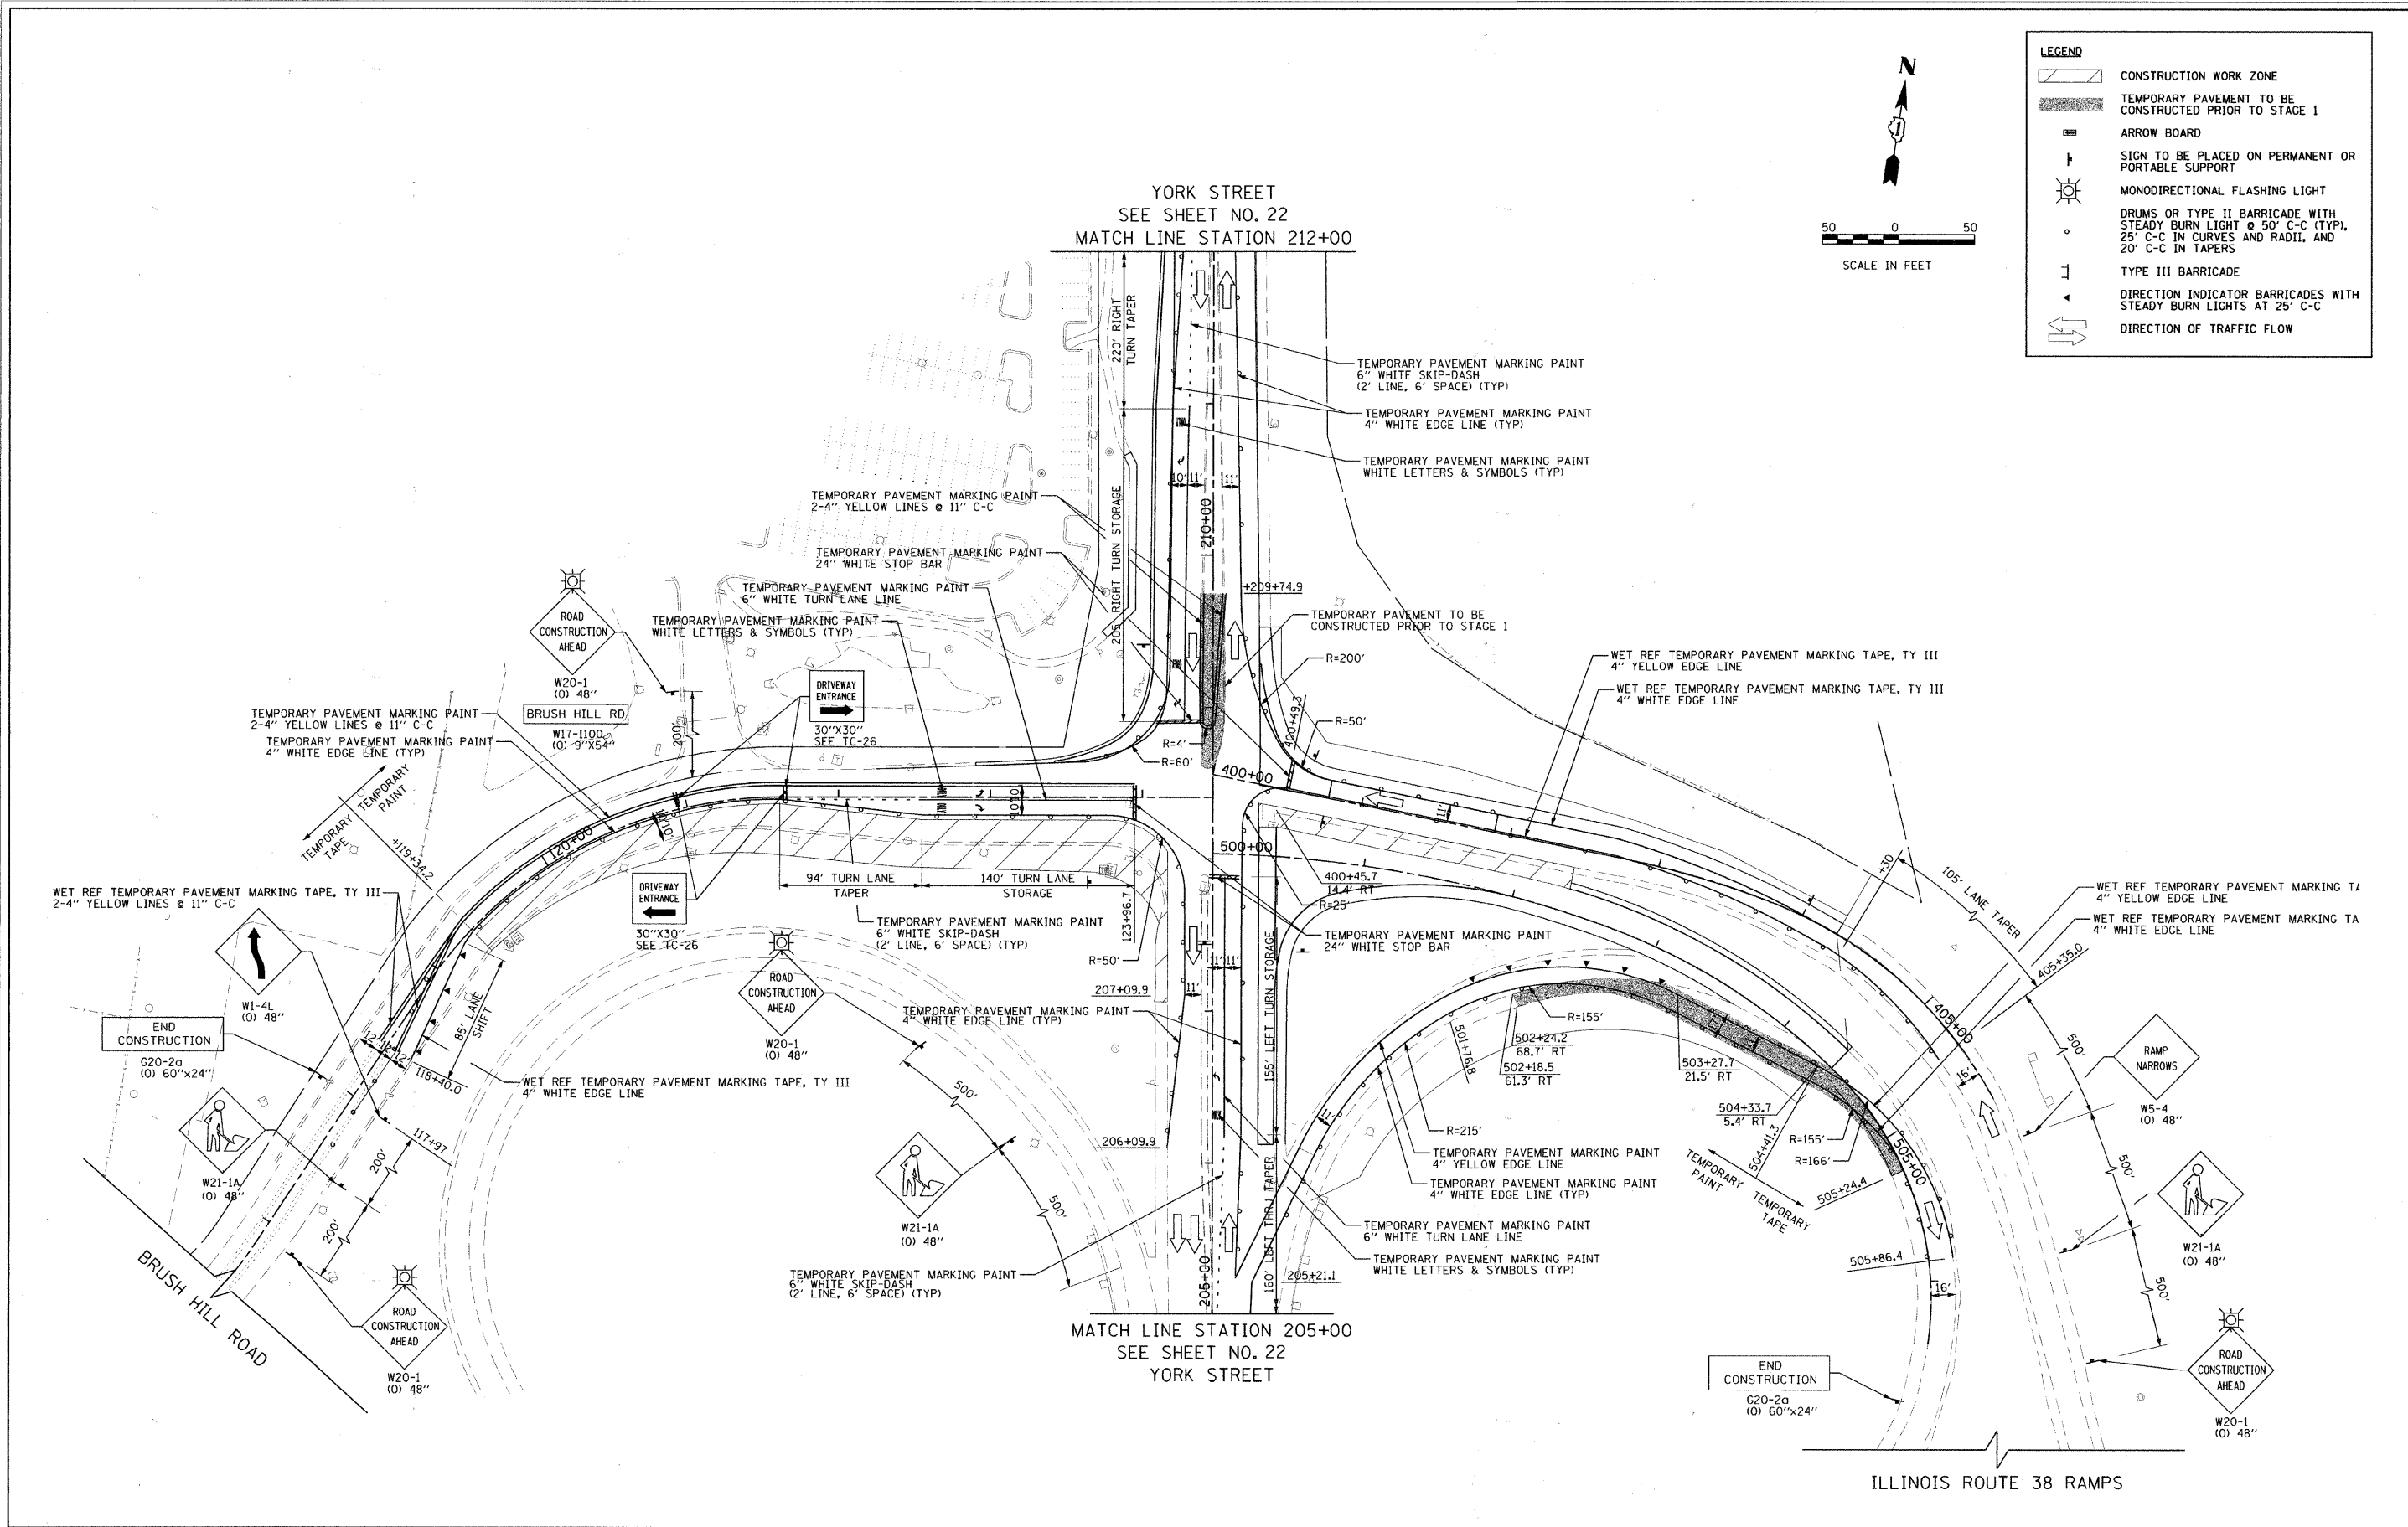 LEGEND
CONSTRUCTION WORK ZONE
TEMPORARY PAVEMENT TO BE
CONSTRUCTED PRIOR TO STAGE 1
ARROW BOARD
SIGN TO BE PLACED ON PERMANENT OR
PORTABLE SUPPORT
MONODIRECTIONAL FLASHING LIGHT
DRUMS OR TYPE II BARRICADE WITH
STEADY BURN LIGHT @ 50' C-C (TYP),
25' C-C IN CURVES AND RADII, AND
20' C-C IN TAPERS
TYPE III BARRICADE
DIRECTION INDICATOR BARRICADES WITH
STEADY BURN LIGHTS AT 25' C-C
DIRECTION OF TRAFFIC FLOW
N
50 0 50
SCALE IN FEET
YORK STREET
SEE SHEET NO. 22
MATCH LINE STATION 212+00
220' RIGHT
TURN TAPER
TEMPORARY PAVEMENT MARKING PAINT
6" WHITE SKIP-DASH
(2' LINE, 6' SPACE) (TYP)
TEMPORARY PAVEMENT MARKING PAINT
4" WHITE EDGE LINE (TYP)
TEMPORARY PAVEMENT MARKING PAINT
WHITE LETTERS & SYMBOLS (TYP)
10' 11' 11'
210+00
205' RIGHT TURN STORAGE
TEMPORARY PAVEMENT MARKING PAINT
2-4" YELLOW LINES @ 11" C-C
TEMPORARY PAVEMENT MARKING PAINT
24" WHITE STOP BAR
TEMPORARY PAVEMENT MARKING PAINT
6" WHITE TURN LANE LINE
TEMPORARY PAVEMENT MARKING PAINT
WHITE LETTERS & SYMBOLS (TYP)
+209+74.9
TEMPORARY PAVEMENT TO BE
CONSTRUCTED PRIOR TO STAGE 1
R=200'
R=50'
400+49.3
R=4'
R=60'
400+00
WET REF TEMPORARY PAVEMENT MARKING TAPE, TY III
4" YELLOW EDGE LINE
WET REF TEMPORARY PAVEMENT MARKING TAPE, TY III
4" WHITE EDGE LINE
ROAD
CONSTRUCTION
AHEAD
W20-1
(O) 48"
BRUSH HILL RD
W17-I100
(O) 9"X54"
200'
DRIVEWAY
ENTRANCE
30"X30"
SEE TC-26
TEMPORARY PAVEMENT MARKING PAINT
2-4" YELLOW LINES @ 11" C-C
TEMPORARY PAVEMENT MARKING PAINT
4" WHITE EDGE LINE (TYP)
TEMPORARY
PAINT
TEMPORARY
TAPE
+119+34.2
120+00
10' 10'
10' 10'
11'
DRIVEWAY
ENTRANCE
30"X30"
SEE TC-26
94' TURN LANE
TAPER
140' TURN LANE
STORAGE
123+96.7
TEMPORARY PAVEMENT MARKING PAINT
6" WHITE SKIP-DASH
(2' LINE, 6' SPACE) (TYP)
500+00
400+45.7
14.4' RT
R=25'
TEMPORARY PAVEMENT MARKING PAINT
24" WHITE STOP BAR
R=50'
207+09.9
11'
11' 11'
155' LEFT TURN STORAGE
TEMPORARY PAVEMENT MARKING PAINT
4" WHITE EDGE LINE (TYP)
206+09.9
WET REF TEMPORARY PAVEMENT MARKING TAPE, TY III
2-4" YELLOW LINES @ 11" C-C
W1-4L
(O) 48"
END
CONSTRUCTION
G20-2a
(O) 60"x24"
W21-1A
(O) 48"
12' 12' 12'
85' LANE
SHIFT
118+40.0
WET REF TEMPORARY PAVEMENT MARKING TAPE, TY III
4" WHITE EDGE LINE
117+97
200'
200'
BRUSH HILL ROAD
ROAD
CONSTRUCTION
AHEAD
W20-1
(O) 48"
ROAD
CONSTRUCTION
AHEAD
W20-1
(O) 48"
500'
W21-1A
(O) 48"
500'
TEMPORARY PAVEMENT MARKING PAINT
6" WHITE SKIP-DASH
(2' LINE, 6' SPACE) (TYP)
205+00
160' LEFT THRU TAPER
205+21.1
MATCH LINE STATION 205+00
SEE SHEET NO. 22
YORK STREET
11'
R=215'
501+76.8
R=155'
502+24.2
68.7' RT
502+18.5
61.3' RT
503+27.7
21.5' RT
504+33.7
5.4' RT
504+41.3
R=155'
R=166'
TEMPORARY PAVEMENT MARKING PAINT
4" YELLOW EDGE LINE
TEMPORARY PAVEMENT MARKING PAINT
4" WHITE EDGE LINE (TYP)
TEMPORARY PAVEMENT MARKING PAINT
6" WHITE TURN LANE LINE
TEMPORARY PAVEMENT MARKING PAINT
WHITE LETTERS & SYMBOLS (TYP)
TEMPORARY
PAINT
TEMPORARY
TAPE
505+00
505+24.4
505+86.4
16'
+30
105' LANE TAPER
405+35.0
405+00
16'
WET REF TEMPORARY PAVEMENT MARKING TA
4" YELLOW EDGE LINE
WET REF TEMPORARY PAVEMENT MARKING TA
4" WHITE EDGE LINE
500'
RAMP
NARROWS
W5-4
(O) 48"
500'
W21-1A
(O) 48"
500'
ROAD
CONSTRUCTION
AHEAD
W20-1
(O) 48"
END
CONSTRUCTION
G20-2a
(O) 60"x24"
ILLINOIS ROUTE 38 RAMPS